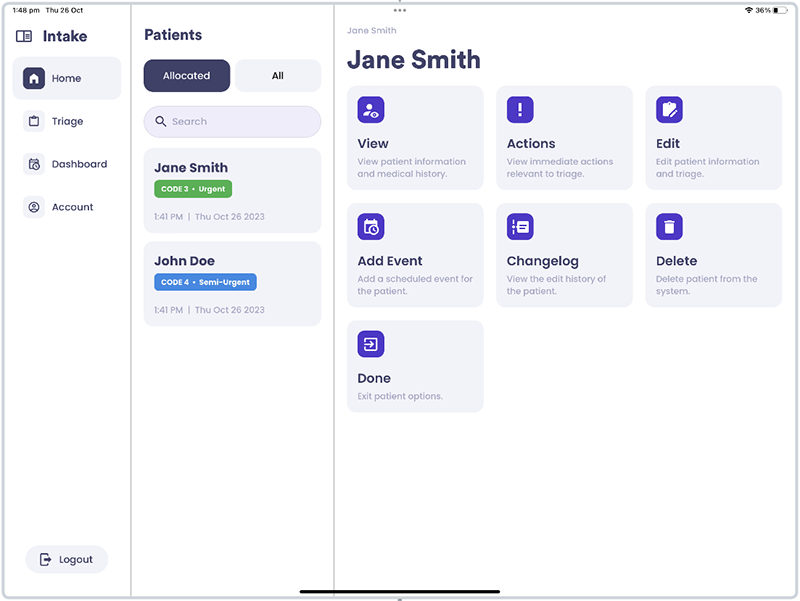 1:48 pm Thu 26 Oct
36%
Intake
Home
Triage
Dashboard
Account
Logout
Patients
Allocated
All
Search
Jane Smith
CODE 3 • Urgent
1:41 PM | Thu Oct 26 2023
John Doe
CODE 4 • Semi-Urgent
1:41 PM | Thu Oct 26 2023
Jane Smith
Jane Smith
View
View patient information
and medical history.
Actions
View immediate actions
relevant to triage.
Edit
Edit patient information
and triage.
Add Event
Add a scheduled event for
the patient.
Changelog
View the edit history of
the patient.
Delete
Delete patient from the
system.
Done
Exit patient options.